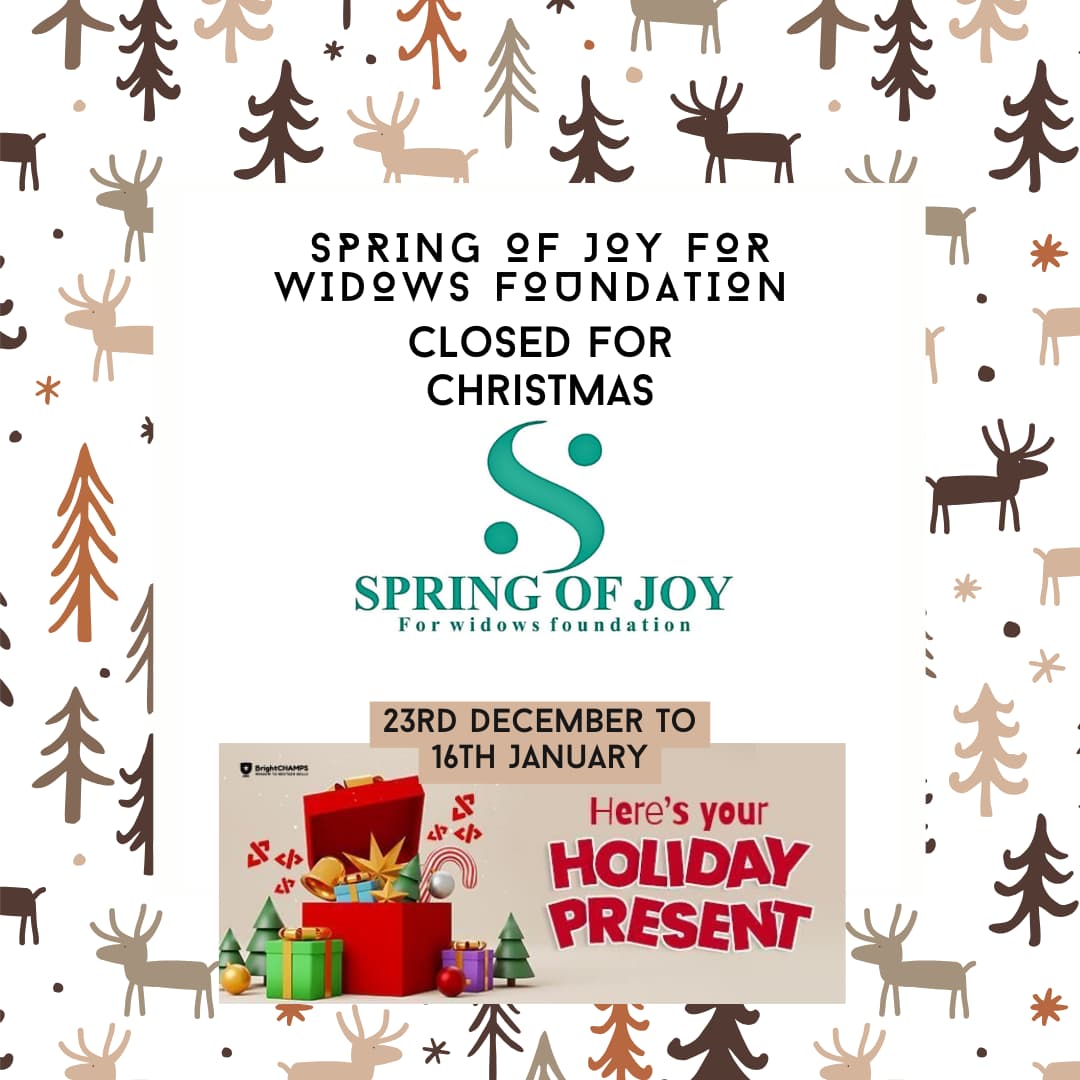 SPRING OF JOY FOR
WIDOWS FOUNDATION
CLOSED FOR
CHRISTMAS
SPRING OF JOY
For widows foundation
23RD DECEMBER TO
16TH JANUARY
BrightCHAMPS
Here's your
HOLIDAY
PRESENT